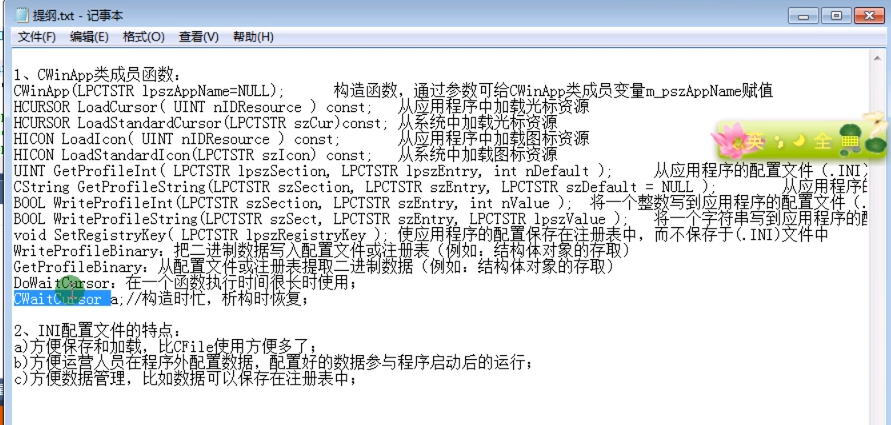 提纲.txt - 记事本
文件(F) 编辑(E) 格式(O) 查看(V) 帮助(H)
1、CWinApp类成员函数:
CWinApp(LPCTSTR lpszAppName=NULL); 构造函数，通过参数可给CWinApp类成员变量m_pszAppName赋值
HCURSOR LoadCursor( UINT nIDResource ) const; 从应用程序中加载光标资源
HCURSOR LoadStandardCursor(LPCTSTR szCur)const; 从系统中加载光标资源
HICON LoadIcon( UINT nIDResource ) const; 从应用程序中加载图标资源
HICON LoadStandardIcon(LPCTSTR szIcon) const; 从系统中加载图标资源
英 全
UINT GetProfileInt( LPCTSTR lpszSection, LPCTSTR lpszEntry, int nDefault ); 从应用程序的配置文件（.INI)
CString GetProfileString(LPCTSTR szSection, LPCTSTR szEntry, LPCTSTR szDefault = NULL ); 从应用程序的
BOOL WriteProfileInt(LPCTSTR szSection, LPCTSTR szEntry, int nValue ); 将一个整数写到应用程序的配置文件（.
BOOL WriteProfileString(LPCTSTR szSect, LPCTSTR szEntry, LPCTSTR lpszValue ); 将一个字符串写到应用程序的配
void SetRegistryKey( LPCTSTR lpszRegistryKey ); 使应用程序的配置保存在注册表中，而不保存于(.INI)文件中
WriteProfileBinary: 把二进制数据写入配置文件或注册表（例如：结构体对象的存取）
GetProfileBinary: 从配置文件或注册表提取二进制数据（例如：结构体对象的存取）
DoWaitCursor: 在一个函数执行时间很长时使用;
CWaitCursor a;//构造时忙，析构时恢复;
2、INI配置文件的特点:
a)方便保存和加载，比CFile使用方便多了;
b)方便运营人员在程序外配置数据，配置好的数据参与程序启动后的运行;
c)方便数据管理，比如数据可以保存在注册表中;